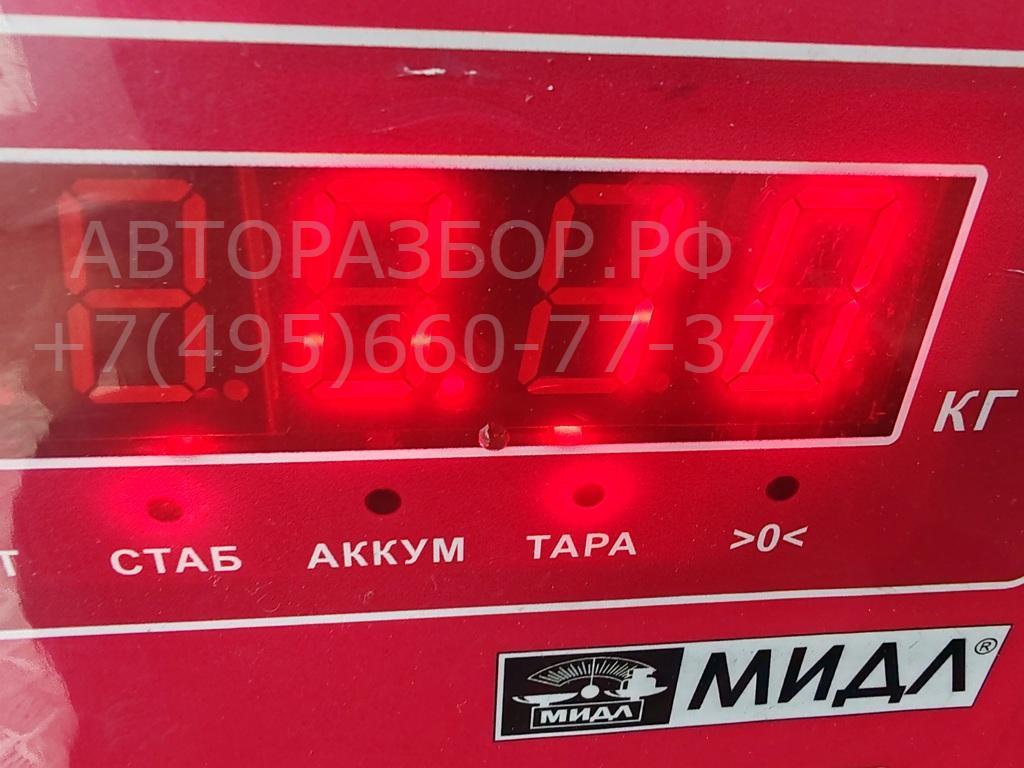 АВТОРАЗБОР.РФ
+7(495)660-77-37
КГ
СТАБ
АККУМ
ТАРА
>0<
МИДЛ
МИДЛ®